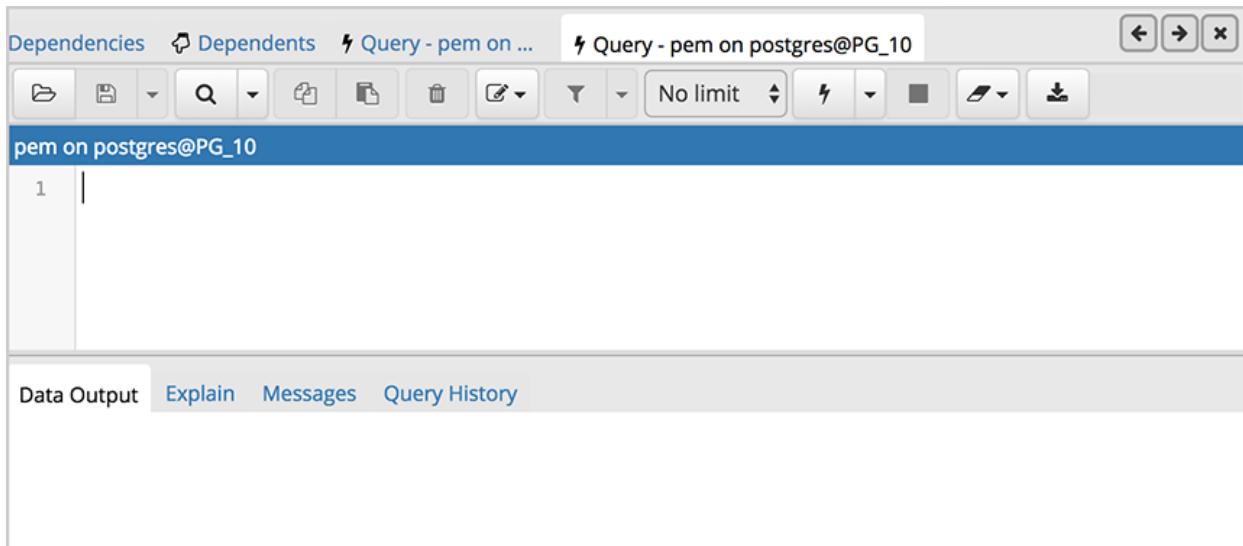 Dependencies Dependents Query - pem on ... Query - pem on postgres@PG_10
No limit
pem on postgres@PG_10
1
Data Output Explain Messages Query History